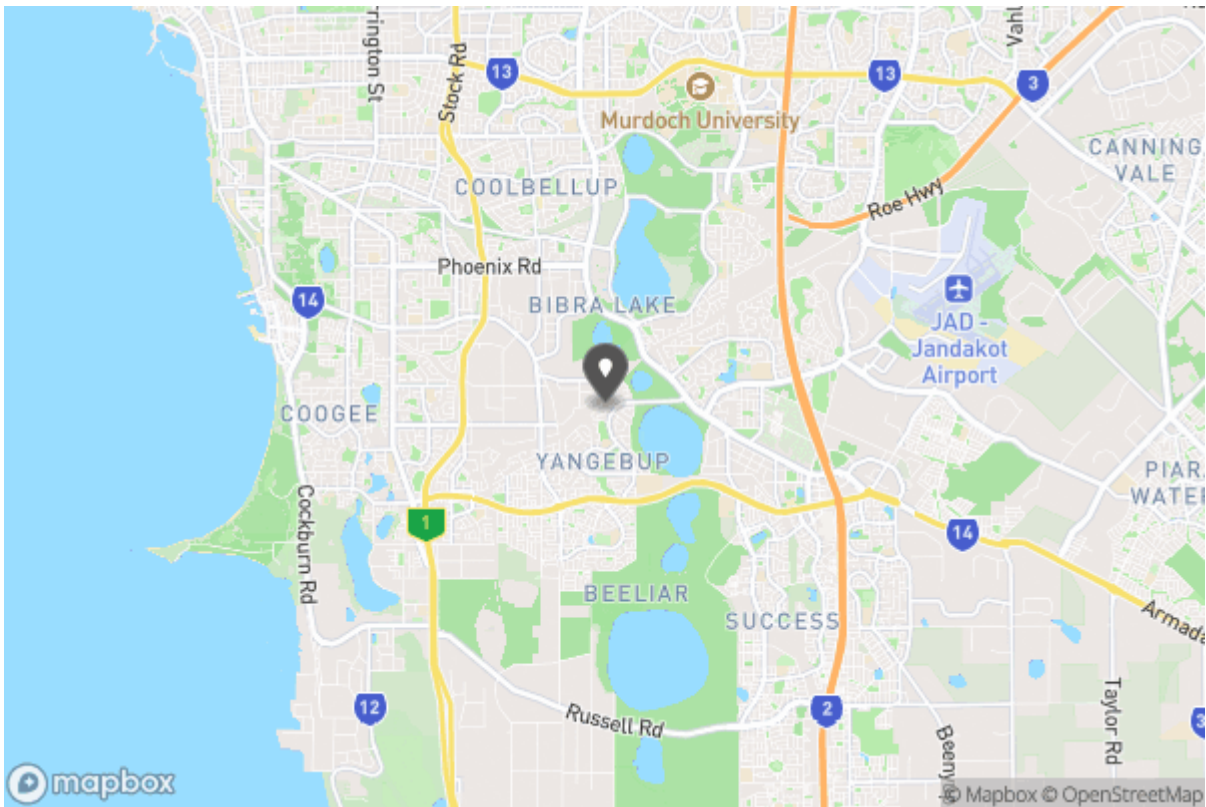 rrington St
Stock Rd
13
Murdoch University
13
3
Vahl
CANNING
VALE
COOLBELLUP
Roe Hwy
Phoenix Rd
14
BIBRA LAKE
JAD -
Jandakot
Airport
COOGEE
YANGEBUP
PIARA
WATER
Cockburn Rd
1
14
BEELIAR
SUCCESS
Armada
12
Russell Rd
2
Taylor Rd
Beeny
3
mapbox
© Mapbox © OpenStreetMap